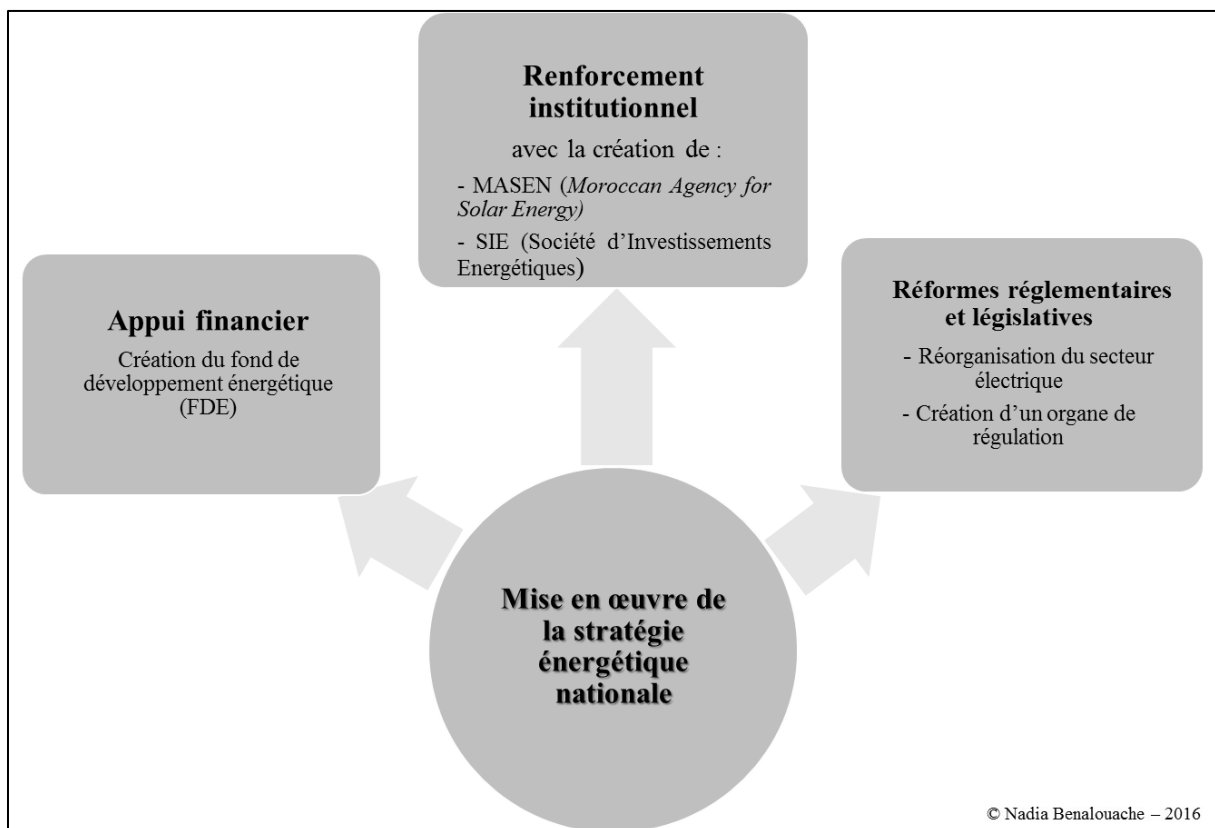 Renforcement
institutionnel
avec la création de :
- MASEN (Moroccan Agency for
Solar Energy)
- SIE (Société d’Investissements
Energétiques)
Appui financier
Création du fond de
développement énergétique
(FDE)
Réformes réglementaires
et législatives
- Réorganisation du secteur
électrique
- Création d’un organe de
régulation
Mise en œuvre de
la stratégie
énergétique
nationale
© Nadia Benalouache – 2016